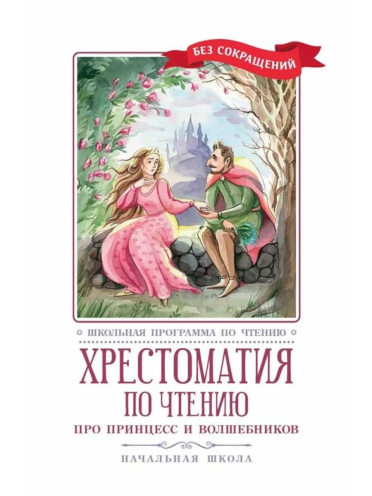 БЕЗ СОКРАЩЕНИЙ
ШКОЛЬНАЯ ПРОГРАММА ПО ЧТЕНИЮ
ХРЕСТОМАТИЯ
ПО ЧТЕНИЮ
ПРО ПРИНЦЕСС И ВОЛШЕБНИКОВ
НАЧАЛЬНАЯ ШКОЛА